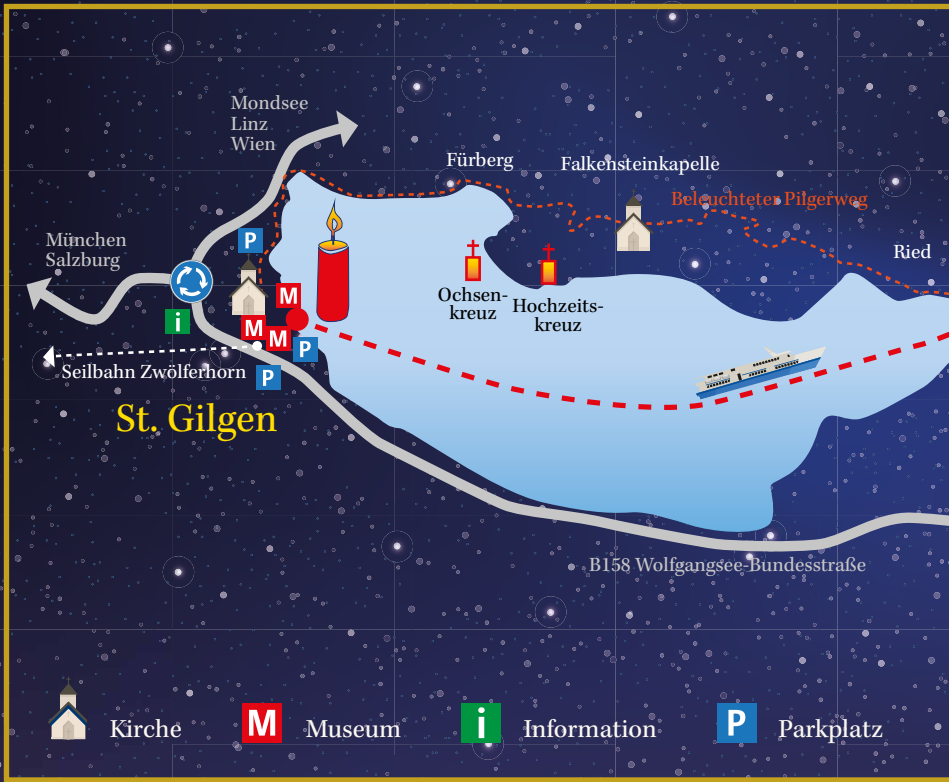 Mondsee
Linz
Wien
Fürberg
Falkensteinkapelle
Beleuchteter Pilgerweg
München
Salzburg
P
Ried
M
Ochsen-
kreuz
Hochzeits-
kreuz
i
M
M
P
Seilbahn Zwölferhorn
P
St. Gilgen
B158 Wolfgangsee-Bundesstraße
Kirche
M Museum
i Information
P Parkplatz